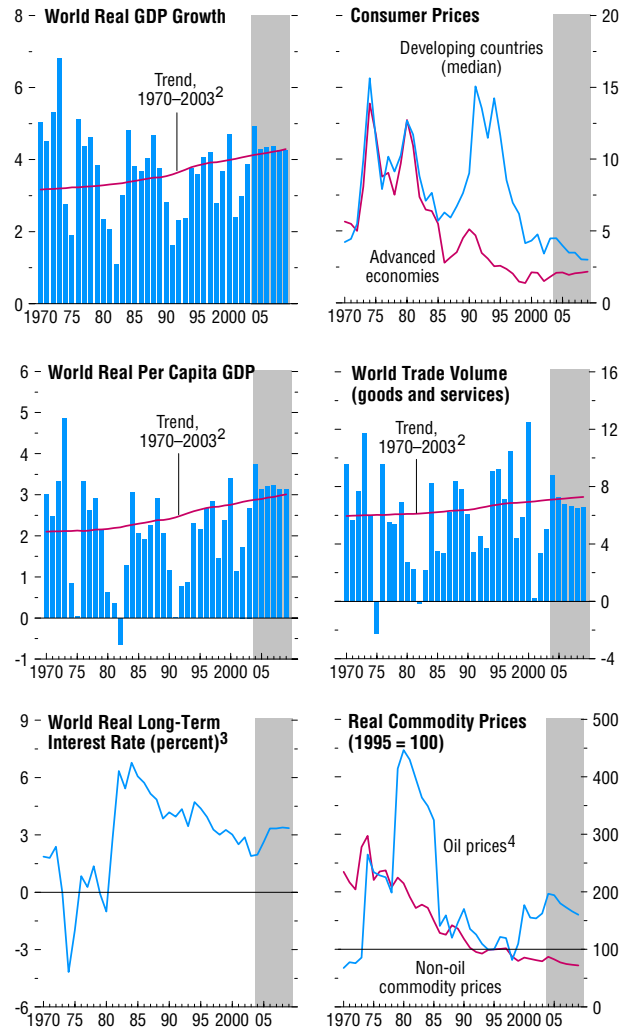 World Real GDP Growth
8
6
4
2
0
Trend,
1970–2003²
1970 75 80 85 90 95 2000 05
Consumer Prices
20
15
10
5
0
Developing countries
(median)
Advanced
economies
1970 75 80 85 90 95 2000 05
World Real Per Capita GDP
6
5
4
3
2
1
0
-1
Trend,
1970–2003²
1970 75 80 85 90 95 2000 05
World Trade Volume
(goods and services)
16
12
8
4
0
-4
Trend,
1970–2003²
1970 75 80 85 90 95 2000 05
World Real Long-Term
Interest Rate (percent)³
9
6
3
0
-3
-6
1970 75 80 85 90 95 2000 05
Real Commodity Prices
(1995 = 100)
500
400
300
200
100
0
Oil prices⁴
Non-oil
commodity prices
1970 75 80 85 90 95 2000 05